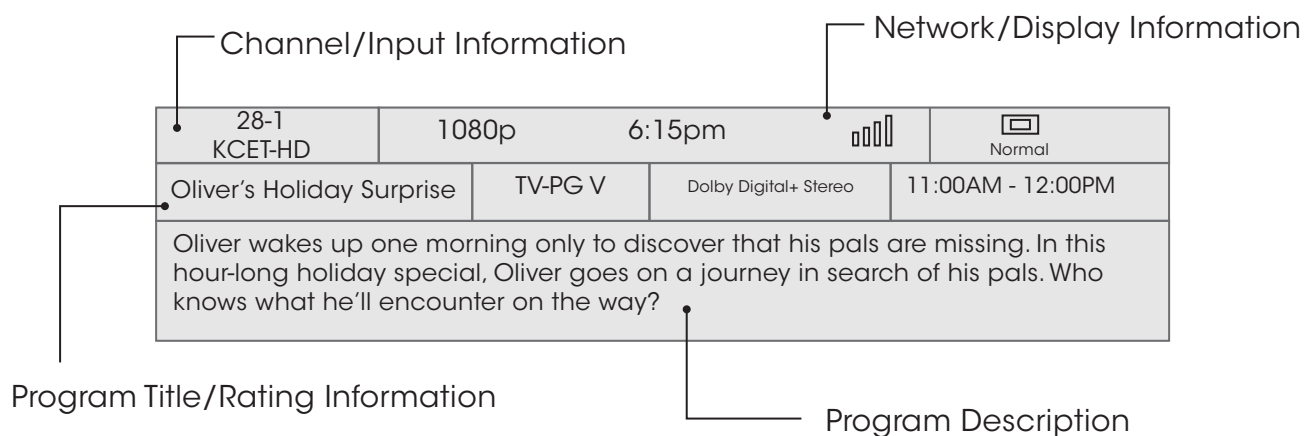 Channel/Input Information
Network/Display Information
28-1
KCET-HD
1080p
6:15pm
Normal
Oliver’s Holiday Surprise
TV-PG V
Dolby Digital+ Stereo
11:00AM - 12:00PM
Oliver wakes up one morning only to discover that his pals are missing. In this
hour-long holiday special, Oliver goes on a journey in search of his pals. Who
knows what he’ll encounter on the way?
Program Title/Rating Information
Program Description